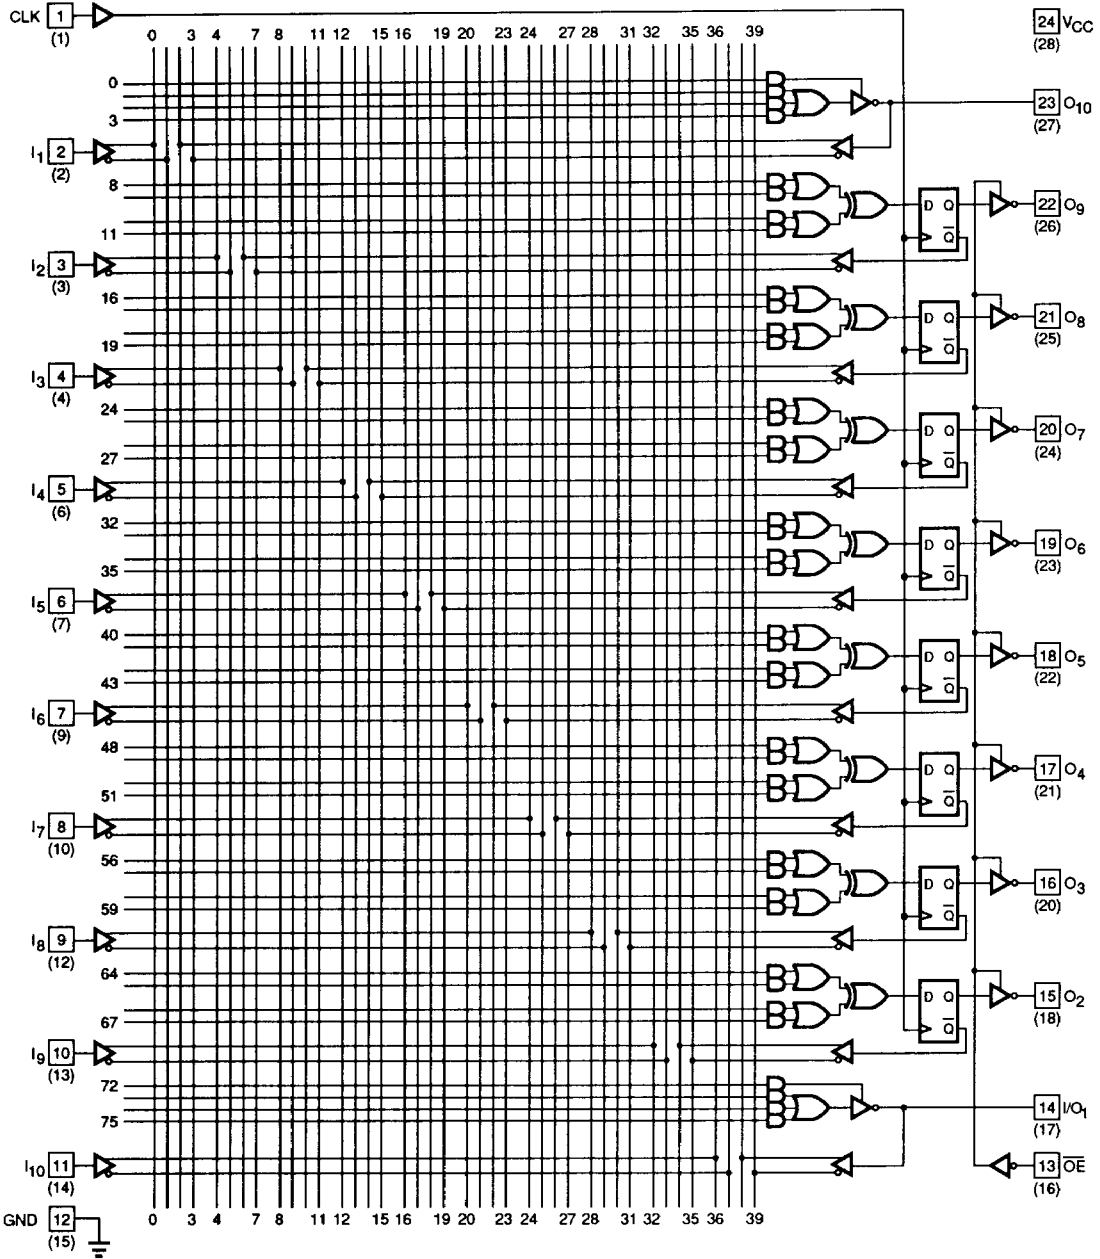 CLK 1 (1)
24 VCC (28)
0 3 4 7 8 11 12 15 16 19 20 23 24 27 28 31 32 35 36 39
0
3
23 O10 (27)
I1 2 (2)
8
11
D Q Q̅
22 O9 (26)
I2 3 (3)
16
19
D Q Q̅
21 O8 (25)
I3 4 (4)
24
27
D Q Q̅
20 O7 (24)
I4 5 (6)
32
35
D Q Q̅
19 O6 (23)
I5 6 (7)
40
43
D Q Q̅
18 O5 (22)
I6 7 (9)
48
51
D Q Q̅
17 O4 (21)
I7 8 (10)
56
59
D Q Q̅
16 O3 (20)
I8 9 (12)
64
67
D Q Q̅
15 O2 (18)
I9 10 (13)
72
75
14 I/O1 (17)
I10 11 (14)
13 O̅E̅ (16)
GND 12 (15)
0 3 4 7 8 11 12 15 16 19 20 23 24 27 28 31 32 35 36 39